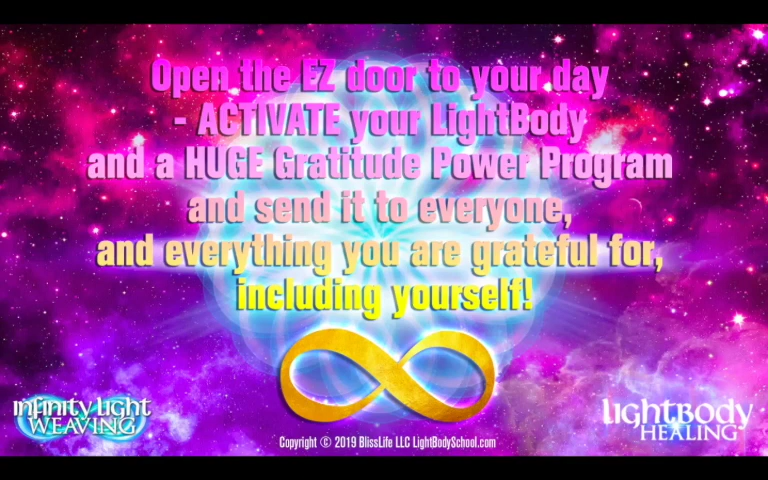 Open the EZ door to your day
- ACTIVATE your LightBody
and a HUGE Gratitude Power Program
and send it to everyone,
and everything you are grateful for,
including yourself!
infinity light
WEAVING
lightBody
HEALING
Copyright © 2019 BlissLife LLC LightBodySchool.com